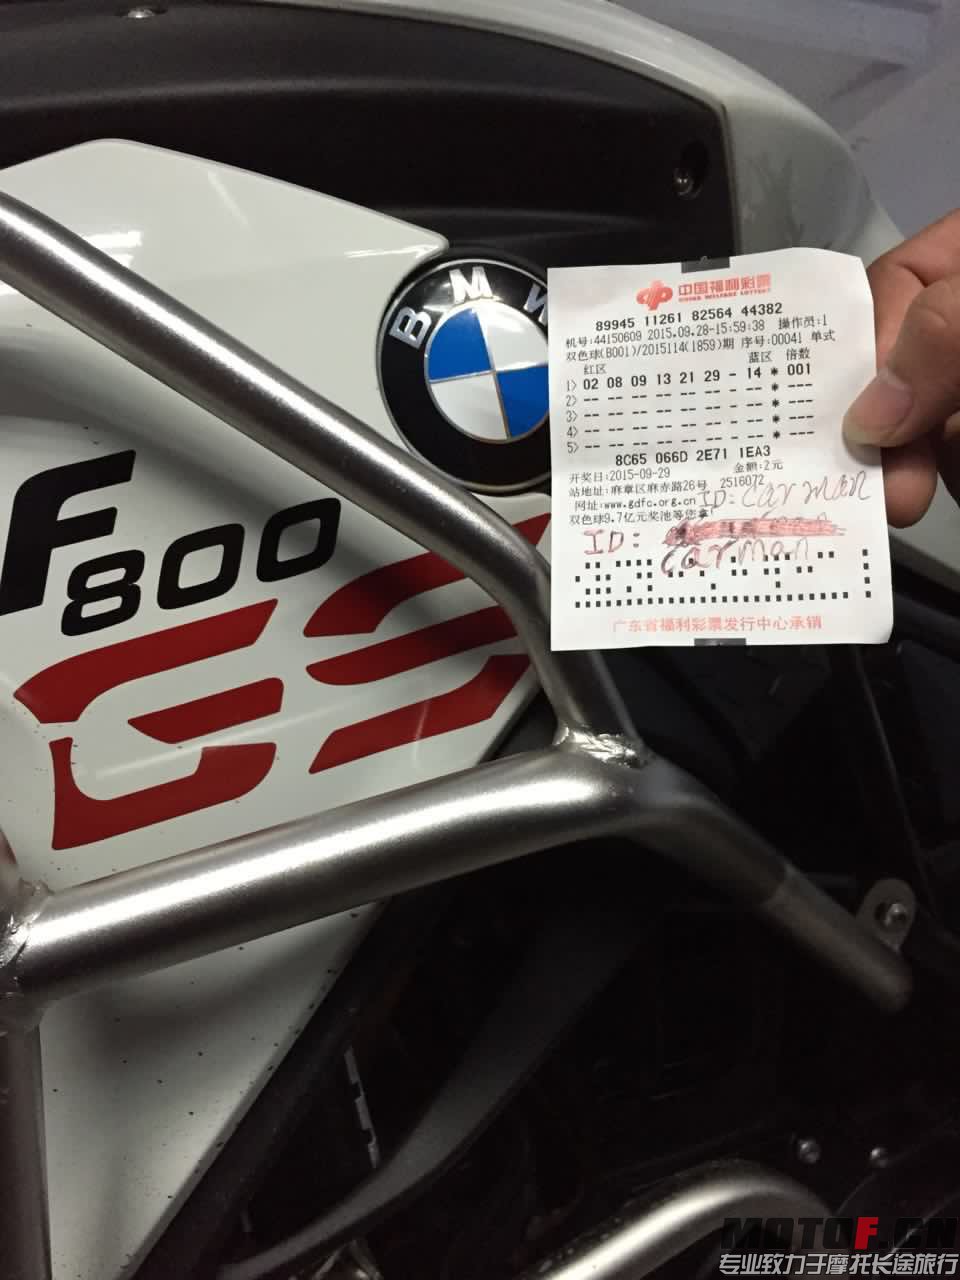 BMW
F800
GS
中国福利彩票
CHINA WELFARE LOTTERY
89945 11261 82564 44382
机号:44150609 2015.09.28-15:59:38 操作员:1
双色球(B001)/2015114(1859)期 序号:00041 单式
红区 蓝区 倍数
1> 02 08 09 13 21 29 - 14 * 001
2> -- -- -- -- -- -- - -- * ---
3> -- -- -- -- -- -- - -- * ---
4> -- -- -- -- -- -- - -- * ---
5> -- -- -- -- -- -- - -- * ---
8C65 066D 2E71 1EA3
开奖日:2015-09-29 金额:2元
站地址:麻章区麻赤路26号 2516072
网址:www.gdfc.org.cn ID: carman
双色球9.7亿元奖池等您拿!
ID:
carman
广东省福利彩票发行中心承销
MOTOF.CN
专业致力于摩托长途旅行